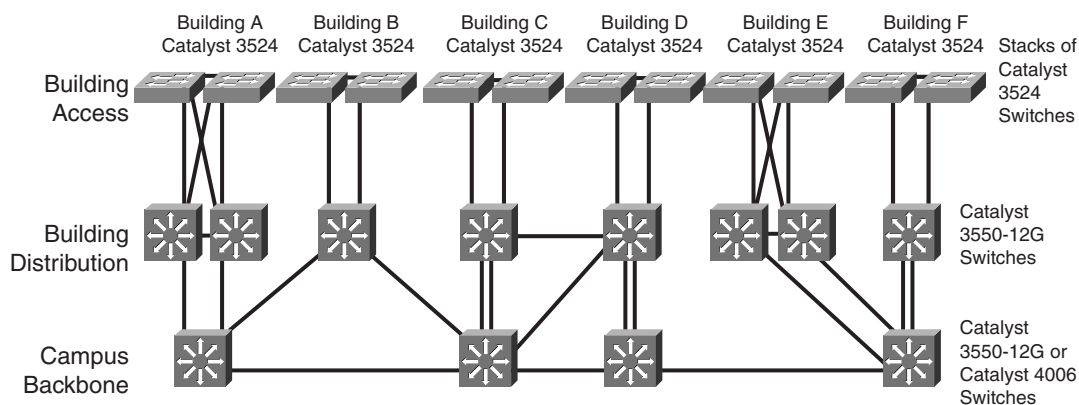 Building A
Catalyst 3524
Building B
Catalyst 3524
Building C
Catalyst 3524
Building D
Catalyst 3524
Building E
Catalyst 3524
Building F
Catalyst 3524
Stacks of
Catalyst
3524
Switches
Building
Access
Building
Distribution
Catalyst
3550-12G
Switches
Campus
Backbone
Catalyst
3550-12G or
Catalyst 4006
Switches